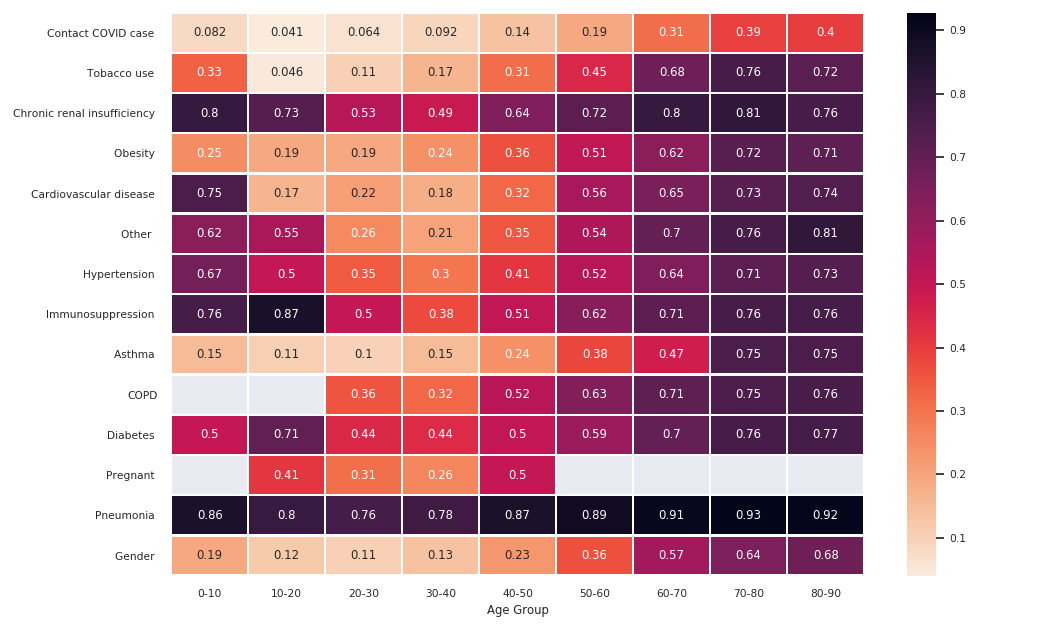 Contact COVID case 0.082 0.041 0.064 0.092 0.14 0.19 0.31 0.39 0.4
Tobacco use 0.33 0.046 0.11 0.17 0.31 0.45 0.68 0.76 0.72
Chronic renal insufficiency 0.8 0.73 0.53 0.49 0.64 0.72 0.8 0.81 0.76
Obesity 0.25 0.19 0.19 0.24 0.36 0.51 0.62 0.72 0.71
Cardiovascular disease 0.75 0.17 0.22 0.18 0.32 0.56 0.65 0.73 0.74
Other 0.62 0.55 0.26 0.21 0.35 0.54 0.7 0.76 0.81
Hypertension 0.67 0.5 0.35 0.3 0.41 0.52 0.64 0.71 0.73
Immunosuppression 0.76 0.87 0.5 0.38 0.51 0.62 0.71 0.76 0.76
Asthma 0.15 0.11 0.1 0.15 0.24 0.38 0.47 0.75 0.75
COPD 0.36 0.32 0.52 0.63 0.71 0.75 0.76
Diabetes 0.5 0.71 0.44 0.44 0.5 0.59 0.7 0.76 0.77
Pregnant 0.41 0.31 0.26 0.5
Pneumonia 0.86 0.8 0.76 0.78 0.87 0.89 0.91 0.93 0.92
Gender 0.19 0.12 0.11 0.13 0.23 0.36 0.57 0.64 0.68
0-10 10-20 20-30 30-40 40-50 50-60 60-70 70-80 80-90
Age Group
0.9
0.8
0.7
0.6
0.5
0.4
0.3
0.2
0.1